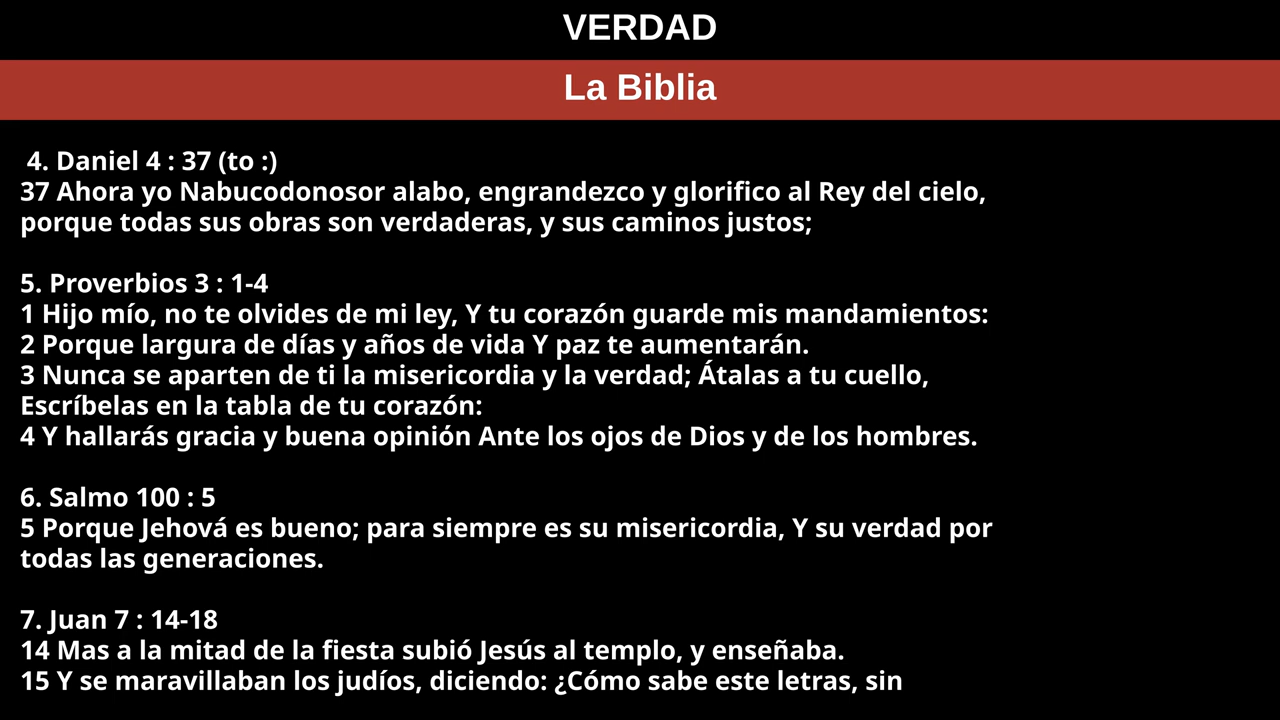 VERDAD
La Biblia
4. Daniel 4 : 37 (to :)
37 Ahora yo Nabucodonosor alabo, engrandezco y glorifico al Rey del cielo,
porque todas sus obras son verdaderas, y sus caminos justos;
5. Proverbios 3 : 1-4
1 Hijo mío, no te olvides de mi ley, Y tu corazón guarde mis mandamientos:
2 Porque largura de días y años de vida Y paz te aumentarán.
3 Nunca se aparten de ti la misericordia y la verdad; Átalas a tu cuello,
Escríbelas en la tabla de tu corazón:
4 Y hallarás gracia y buena opinión Ante los ojos de Dios y de los hombres.
6. Salmo 100 : 5
5 Porque Jehová es bueno; para siempre es su misericordia, Y su verdad por
todas las generaciones.
7. Juan 7 : 14-18
14 Mas a la mitad de la fiesta subió Jesús al templo, y enseñaba.
15 Y se maravillaban los judíos, diciendo: ¿Cómo sabe este letras, sin